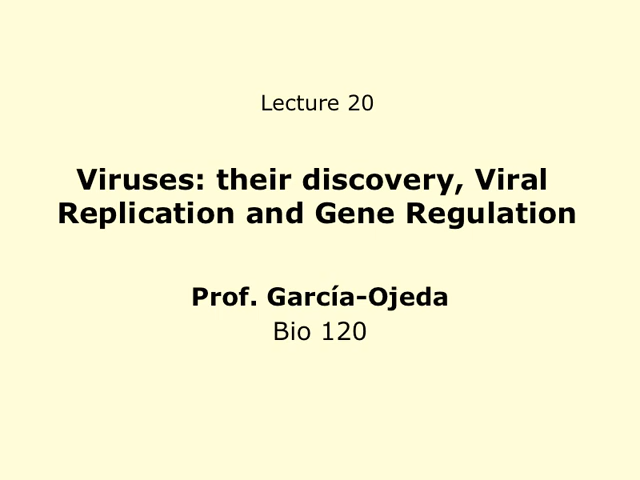 Lecture 20
Viruses: their discovery, Viral
Replication and Gene Regulation
Prof. García-Ojeda
Bio 120